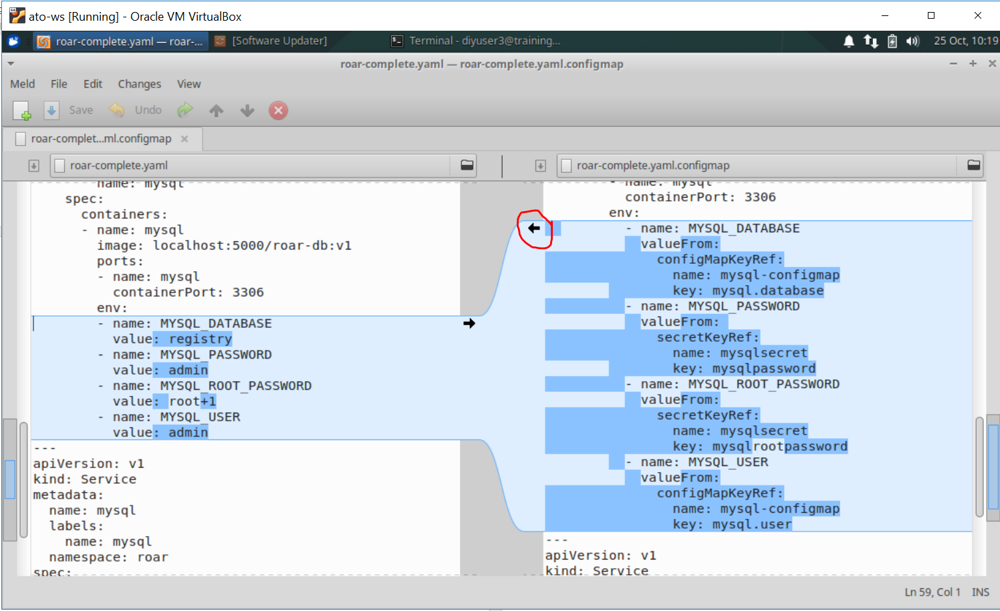 ato-ws [Running] - Oracle VM VirtualBox
roar-complete.yaml — roar-... [Software Updater] Terminal - diyuser3@training... 25 Oct, 10:19
roar-complete.yaml — roar-complete.yaml.configmap
Meld File Edit Changes View
Save Undo
roar-complet...ml.configmap
roar-complete.yaml
name: mysql
spec:
containers:
- name: mysql
image: localhost:5000/roar-db:v1
ports:
- name: mysql
containerPort: 3306
env:
- name: MYSQL_DATABASE
value: registry
- name: MYSQL_PASSWORD
value: admin
- name: MYSQL_ROOT_PASSWORD
value: root+1
- name: MYSQL_USER
value: admin
---
apiVersion: v1
kind: Service
metadata:
name: mysql
labels:
name: mysql
namespace: roar
spec:
roar-complete.yaml.configmap
- name: mysql
containerPort: 3306
env:
- name: MYSQL_DATABASE
valueFrom:
configMapKeyRef:
name: mysql-configmap
key: mysql.database
- name: MYSQL_PASSWORD
valueFrom:
secretKeyRef:
name: mysqlsecret
key: mysqlpassword
- name: MYSQL_ROOT_PASSWORD
valueFrom:
secretKeyRef:
name: mysqlsecret
key: mysqlrootpassword
- name: MYSQL_USER
valueFrom:
configMapKeyRef:
name: mysql-configmap
key: mysql.user
---
apiVersion: v1
kind: Service
Ln 59, Col 1 INS